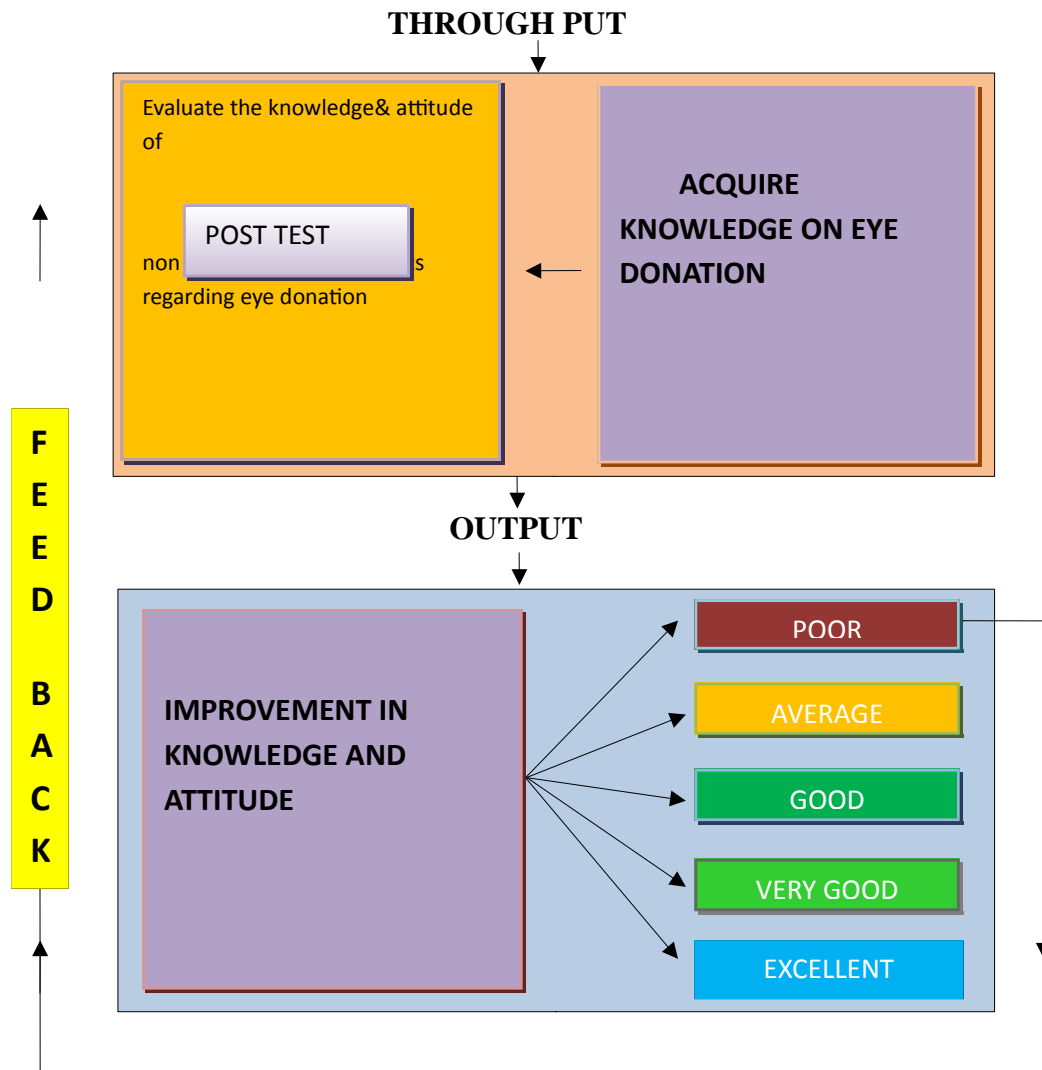 THROUGH PUT
Evaluate the knowledge& attitude
of
POST TEST
non
s
regarding eye donation
ACQUIRE
KNOWLEDGE ON EYE
DONATION
F
E
E
D
B
A
C
K
OUTPUT
IMPROVEMENT IN
KNOWLEDGE AND
ATTITUDE
POOR
AVERAGE
GOOD
VERY GOOD
EXCELLENT